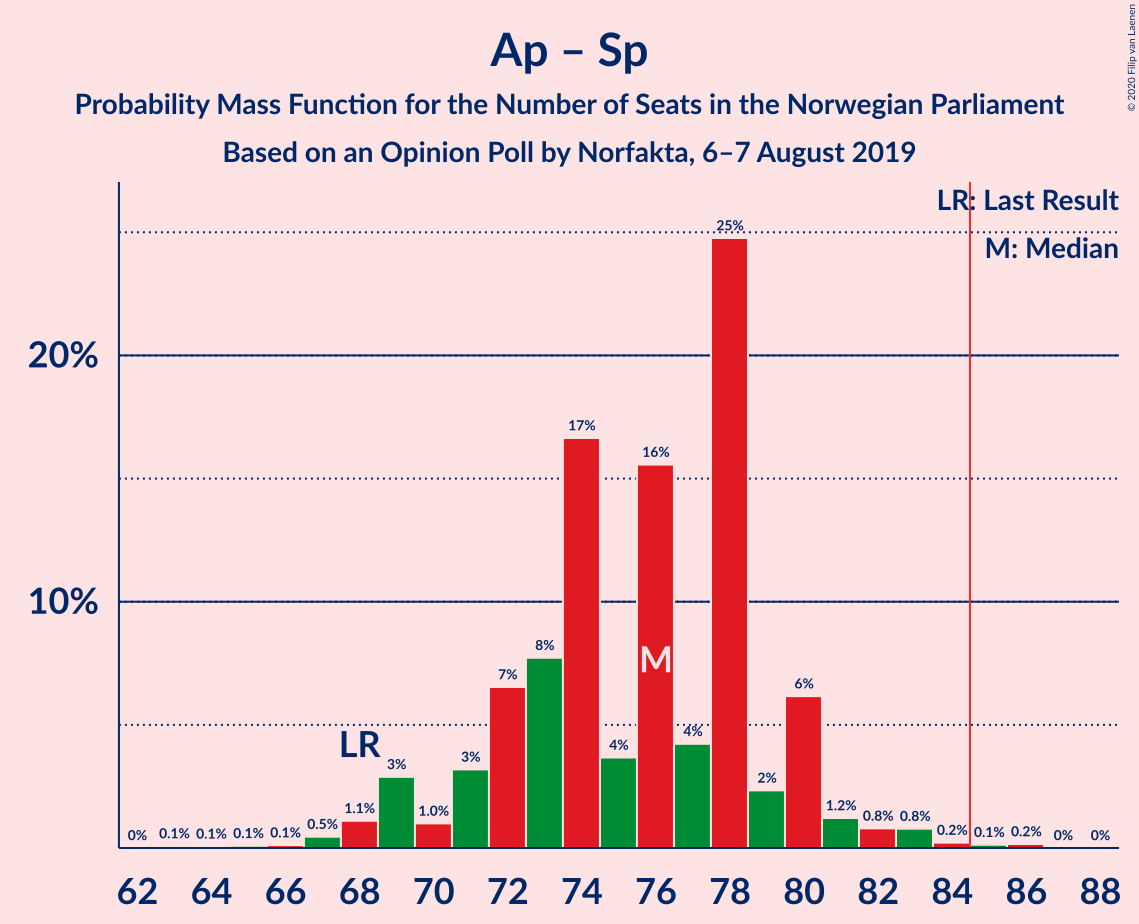 Ap – Sp
Probability Mass Function for the Number of Seats in the Norwegian Parliament
Based on an Opinion Poll by Norfakta, 6–7 August 2019
© 2020 Filip van Laenen
LR: Last Result
M: Median
20%
10%
0% 0.1% 0.1% 0.1% 0.1% 0.5% 1.1% 3% 1.0% 3% 7% 8% 17% 4% 16% 4% 25% 2% 6% 1.2% 0.8% 0.8% 0.2% 0.1% 0.2% 0% 0%
LR
M
62 64 66 68 70 72 74 76 78 80 82 84 86 88